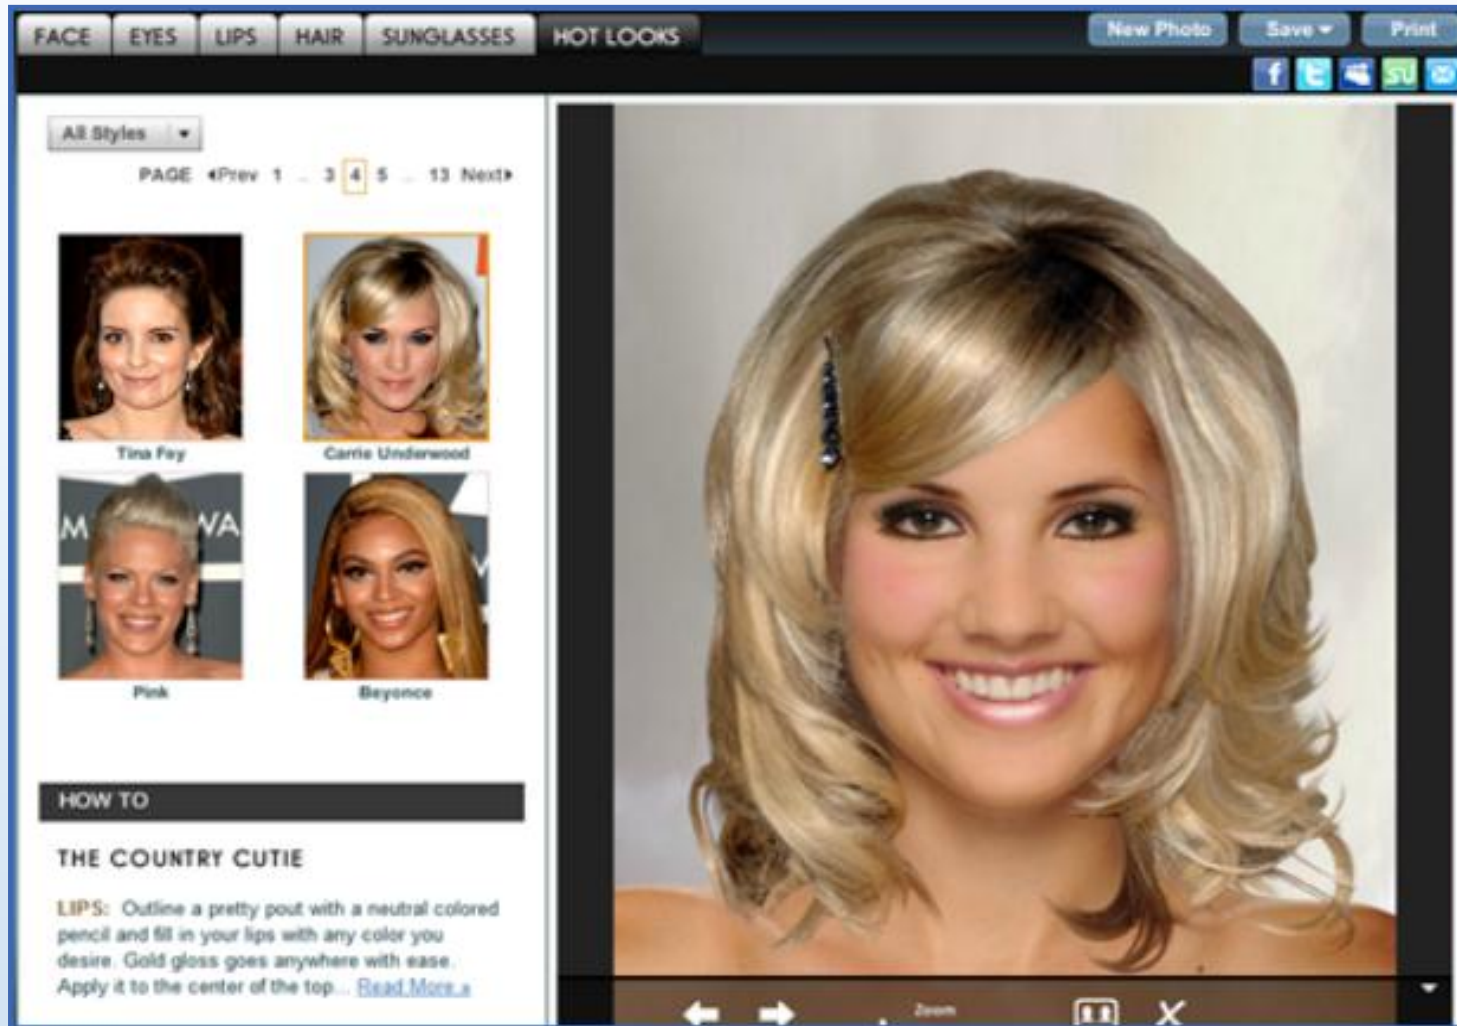 FACE EYES LIPS HAIR SUNGLASSES HOT LOOKS New Photo Save Print
f t SU
All Styles
PAGE Prev 1 .. 3 4 5 .. 13 Next
M WA M
Tina Fey Carrie Underwood
Pink Beyonce
HOW TO
THE COUNTRY CUTIE
LIPS: Outline a pretty pout with a neutral colored
pencil and fill in your lips with any color you
desire. Gold gloss goes anywhere with ease.
Apply it to the center of the top... Read More »
Zoom